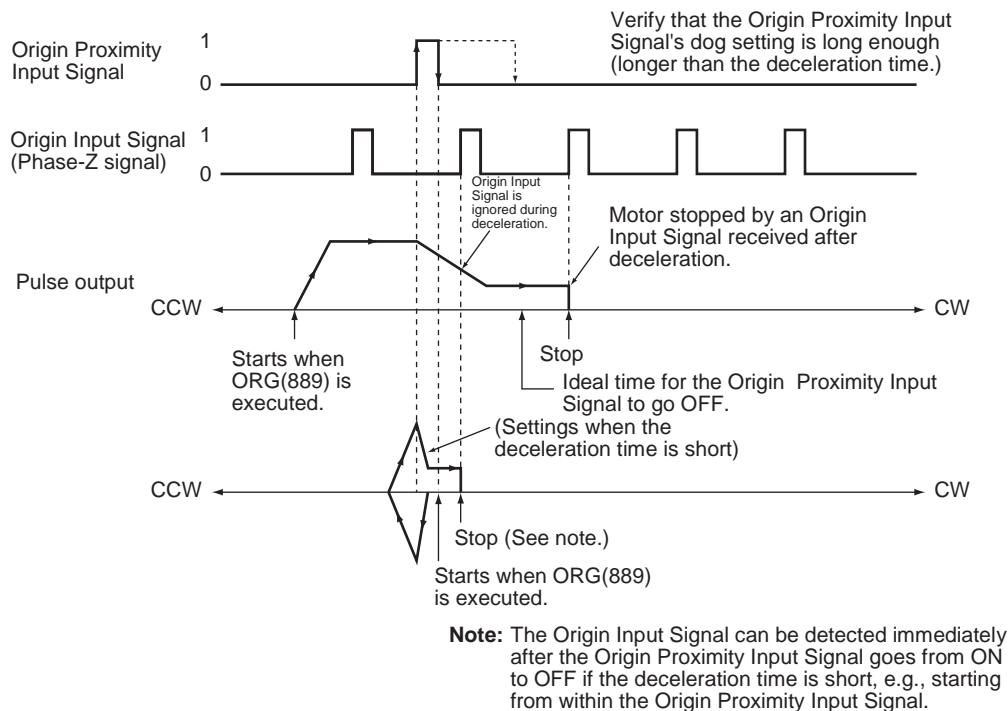 Verify that the Origin Proximity Input
Signal's dog setting is long enough
(longer than the deceleration time.)
Origin Proximity
Input Signal
1
0
Origin Input Signal
(Phase-Z signal)
1
0
Origin Input
Signal is
ignored during
deceleration.
Motor stopped by an Origin
Input Signal received after
deceleration.
Pulse output
CCW
CW
Starts when
ORG(889) is
executed.
Stop
Ideal time for the Origin Proximity Input
Signal to go OFF.
(Settings when the
deceleration time is short)
CCW
CW
Stop (See note.)
Starts when ORG(889)
is executed.
Note: The Origin Input Signal can be detected immediately
after the Origin Proximity Input Signal goes from ON
to OFF if the deceleration time is short, e.g., starting
from within the Origin Proximity Input Signal.